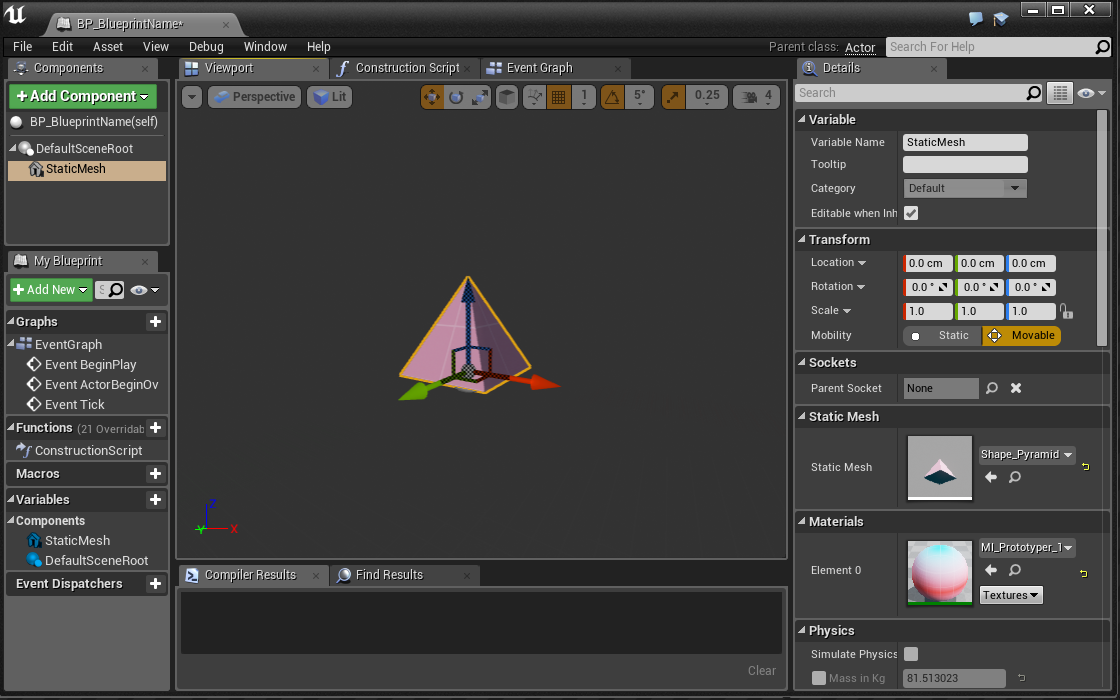 BP_BlueprintName*
File Edit Asset View Debug Window Help
Parent class: Actor
Search For Help
Components
+ Add Component
BP_BlueprintName(self)
DefaultSceneRoot
StaticMesh
My Blueprint
+ Add New
S
Graphs
EventGraph
Event BeginPlay
Event ActorBeginOv
Event Tick
Functions (21 Overridab
ConstructionScript
Macros
Variables
Components
StaticMesh
DefaultSceneRoot
Event Dispatchers
Viewport
Construction Script
Event Graph
Perspective
Lit
1
5°
0.25
4
Z
Y
X
Compiler Results
Find Results
Clear
Details
Search
Variable
Variable Name StaticMesh
Tooltip
Category Default
Editable when Inh
Transform
Location 0.0 cm 0.0 cm 0.0 cm
Rotation 0.0 ° 0.0 ° 0.0 °
Scale 1.0 1.0 1.0
Mobility Static Movable
Sockets
Parent Socket None
Static Mesh
Static Mesh Shape_Pyramid
Materials
Element 0 MI_Prototyper_1
Textures
Physics
Simulate Physics
Mass in Kg 81.513023